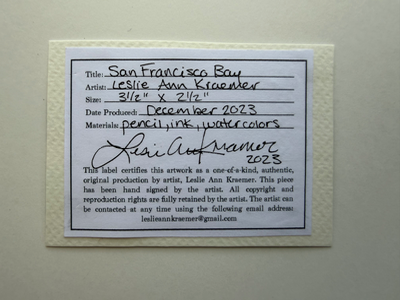 Title: San Francisco Bay
Artist: Leslie Ann Kraemer
Size: 3½" x 2½"
Date Produced: December 2023
Materials: pencil, ink, watercolors
Leslie Ann Kraemer
2023
This label certifies this artwork as a one-of-a-kind, authentic,
original production by artist, Leslie Ann Kraemer. This piece
has been hand signed by the artist. All copyright and
reproduction rights are fully retained by the artist. The artist can
be contacted at any time using the following email address:
leslieannkraemer@gmail.com